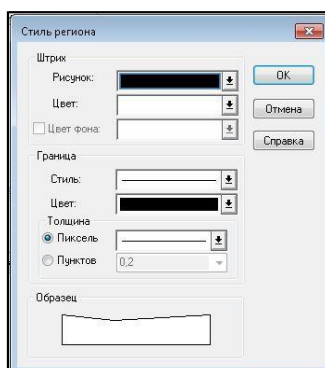 Стиль региона
Штрих
Рисунок:
Цвет:
Цвет фона:
Граница
Стиль:
Цвет:
Толщина
Пиксель
Пунктов
0,2
Образец
OK
Отмена
Справка